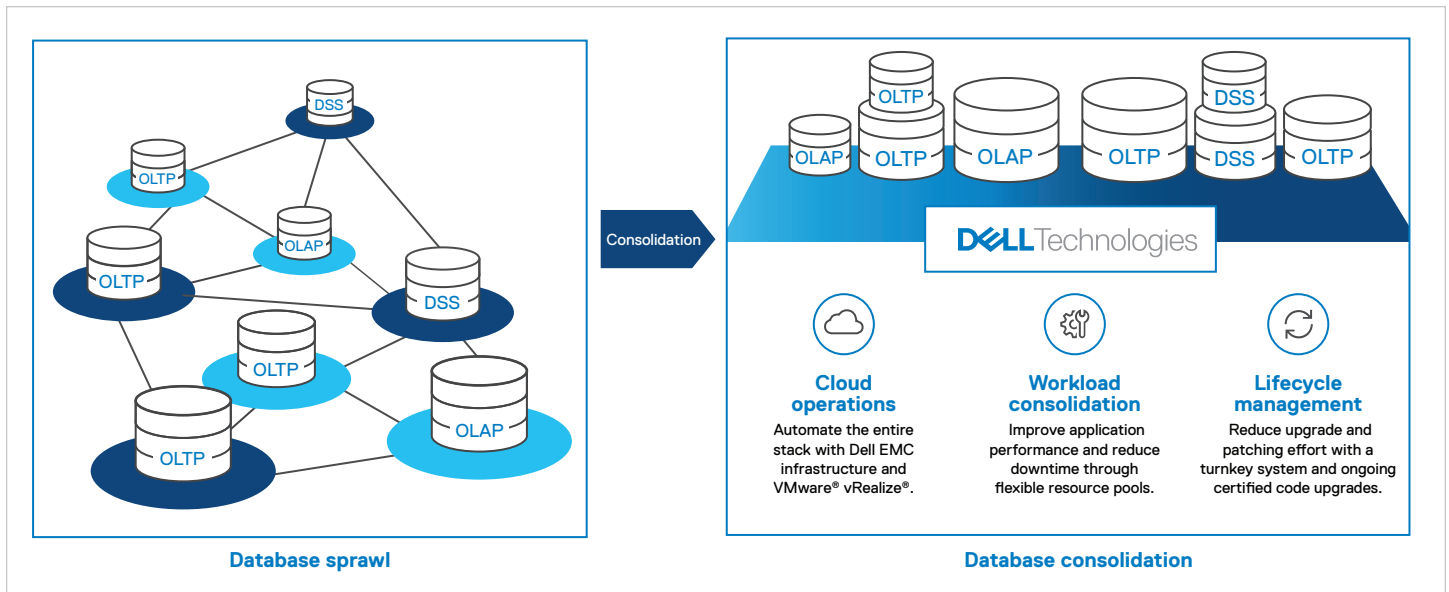 DSS
OLTP
OLAP
OLTP
DSS
OLTP
OLAP
OLTP
Database sprawl
Consolidation
OLTP
DSS
OLAP
OLTP
OLAP
OLTP
DSS
OLTP
DELLTechnologies
Cloud
operations
Automate the entire
stack with Dell EMC
infrastructure and
VMware® vRealize®.
Workload
consolidation
Improve application
performance and reduce
downtime through
flexible resource pools.
Lifecycle
management
Reduce upgrade and
patching effort with a
turnkey system and ongoing
certified code upgrades.
Database consolidation